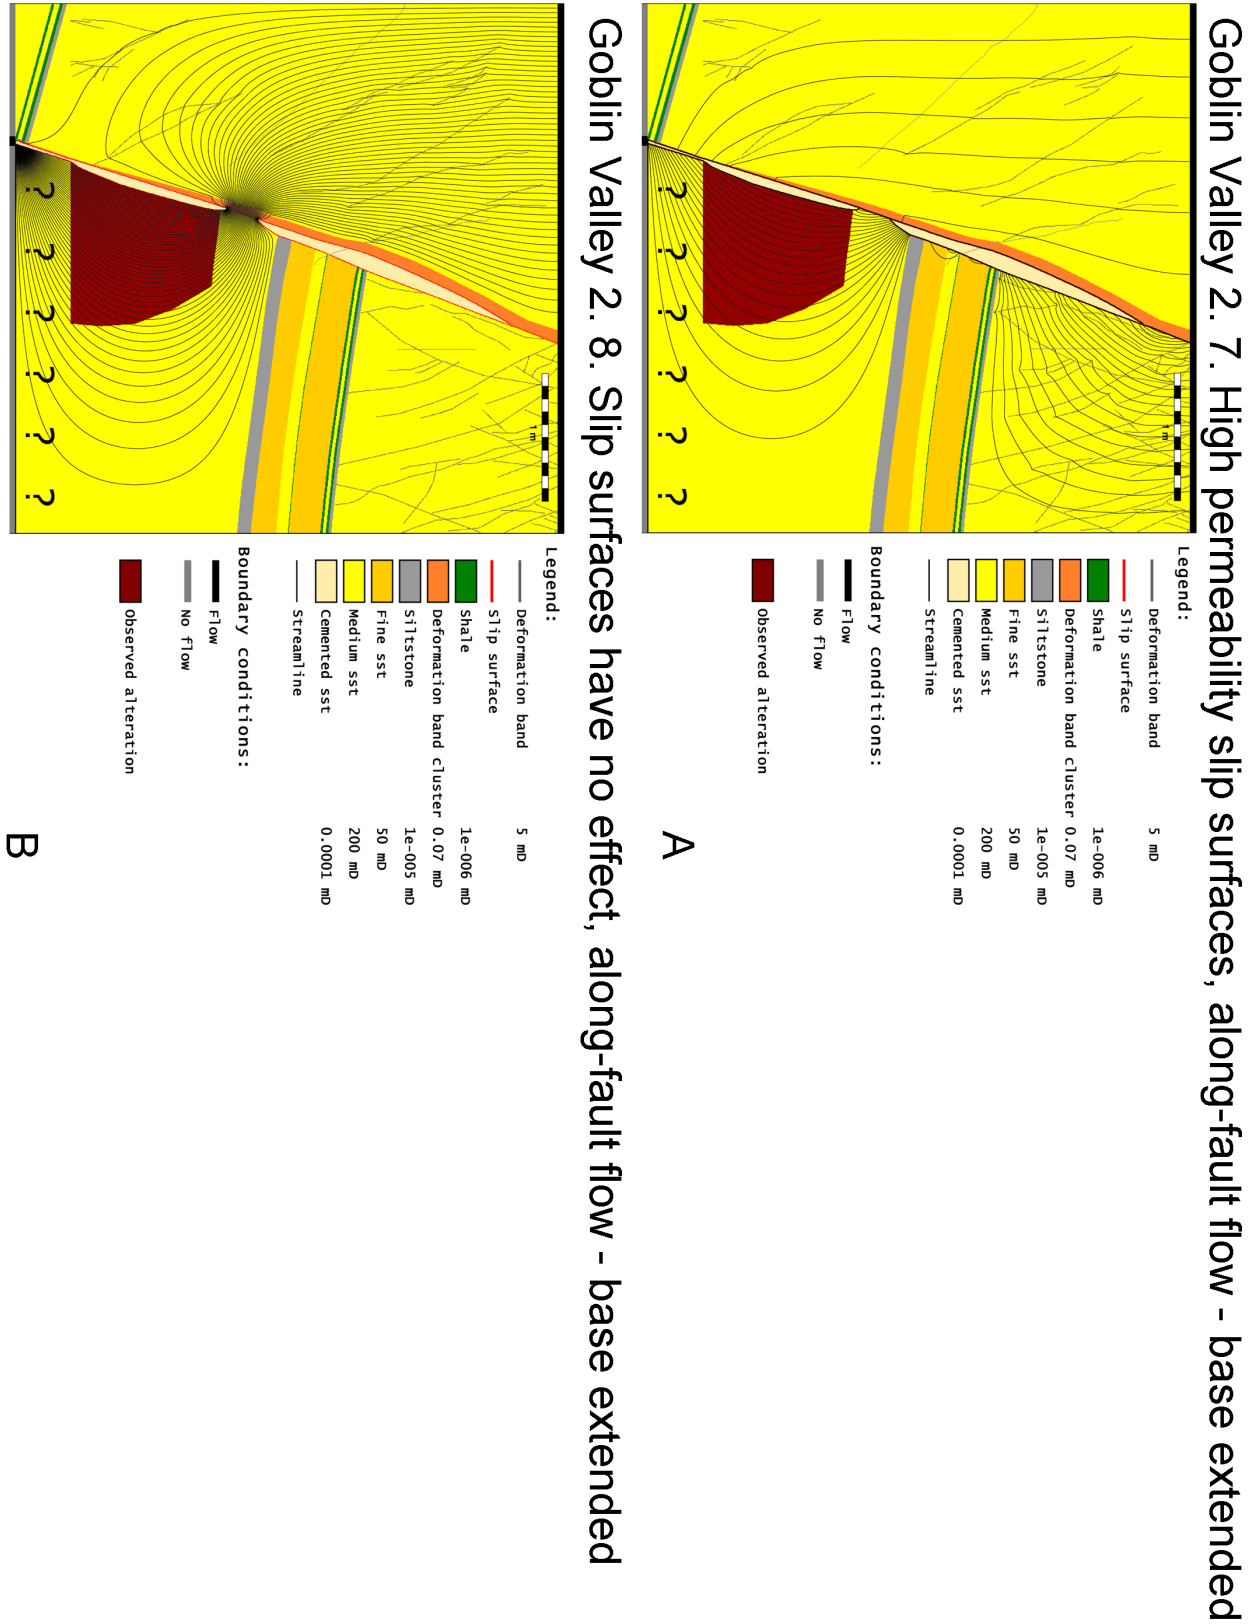 Goblin Valley 2. 7. High permeability slip surfaces, along-fault flow - base extended
1m
? ? ? ? ? ?
Legend:
Deformation band 5 mD
Slip surface
Shale 1e-006 mD
Deformation band cluster 0.07 mD
Siltstone 1e-005 mD
Fine sst 50 mD
Medium sst 200 mD
Cemented sst 0.0001 mD
Streamline
Boundary conditions:
Flow
No flow
Observed alteration
A
Goblin Valley 2. 8. Slip surfaces have no effect, along-fault flow - base extended
1m
? ? ? ? ? ?
Legend:
Deformation band 5 mD
Slip surface
Shale 1e-006 mD
Deformation band cluster 0.07 mD
Siltstone 1e-005 mD
Fine sst 50 mD
Medium sst 200 mD
Cemented sst 0.0001 mD
Streamline
Boundary conditions:
Flow
No flow
Observed alteration
B